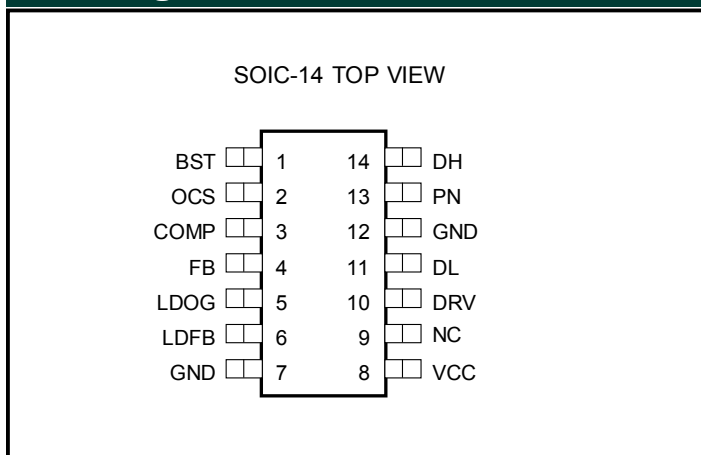 SOIC-14 TOP VIEW
BST 1 14 DH
OCS 2 13 PN
COMP 3 12 GND
FB 4 11 DL
LDOG 5 10 DRV
LDFB 6 9 NC
GND 7 8 VCC